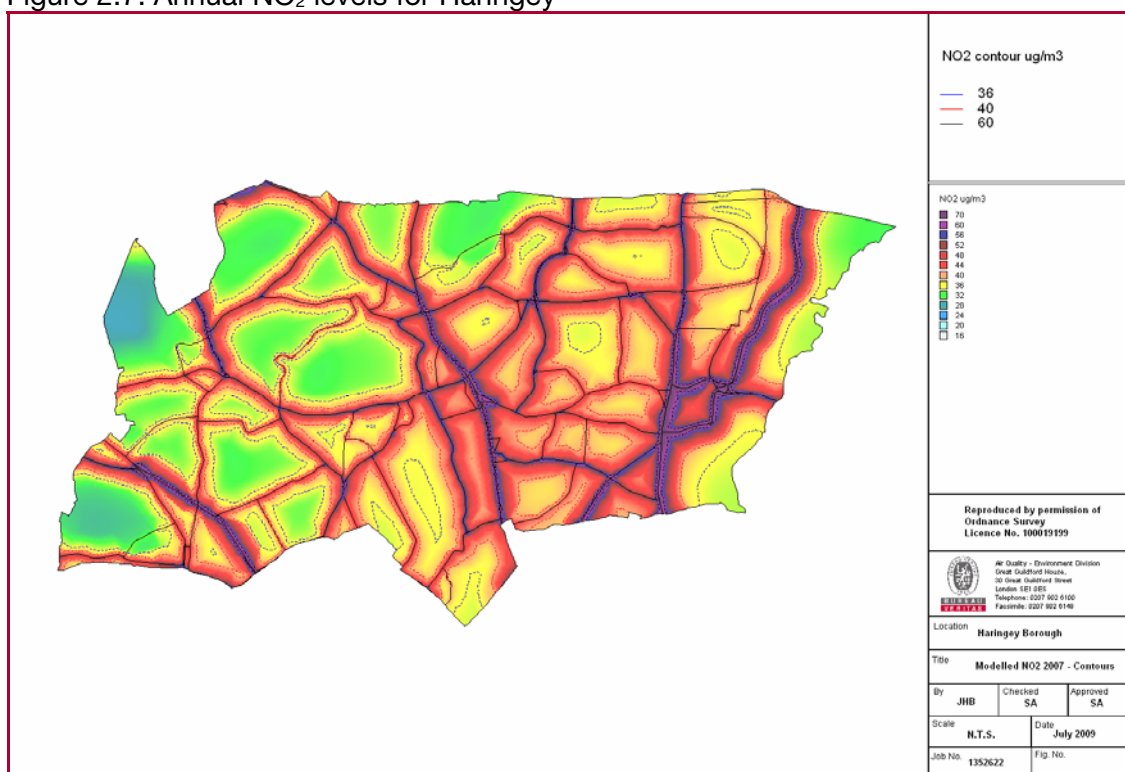 Figure 2.7: Annual NO₂ levels for Haringey
NO2 contour ug/m3
36
40
60
NO2 ug/m3
70
60
56
52
48
44
40
36
32
28
24
20
16
Reproduced by permission of
Ordnance Survey
Licence No. 100019199
Air Quality - Environment Division
Great Guildford House,
30 Great Guildford Street
London SE1 0ES
Telephone: 0207 902 6100
Facsimile: 0207 902 6149
BUREAU
VERITAS
Location
Haringey Borough
Title
Modelled NO2 2007 - Contours
By
JHB
Checked
SA
Approved
SA
Scale
N.T.S.
Date
July 2009
Job No.
1352622
Fig. No.